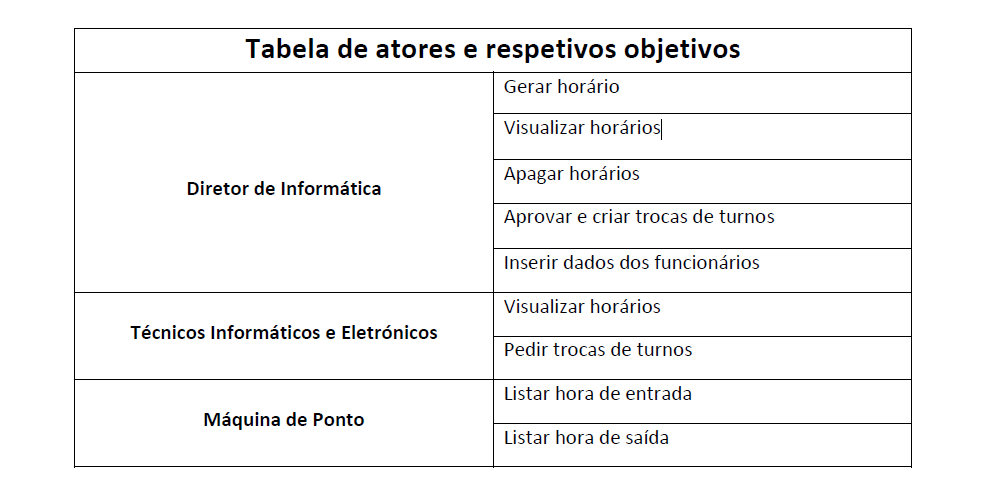 Tabela de atores e respetivos objetivos
Diretor de Informática
Gerar horário
Visualizar horários
Apagar horários
Aprovar e criar trocas de turnos
Inserir dados dos funcionários
Técnicos Informáticos e Eletrónicos
Visualizar horários
Pedir trocas de turnos
Máquina de Ponto
Listar hora de entrada
Listar hora de saída